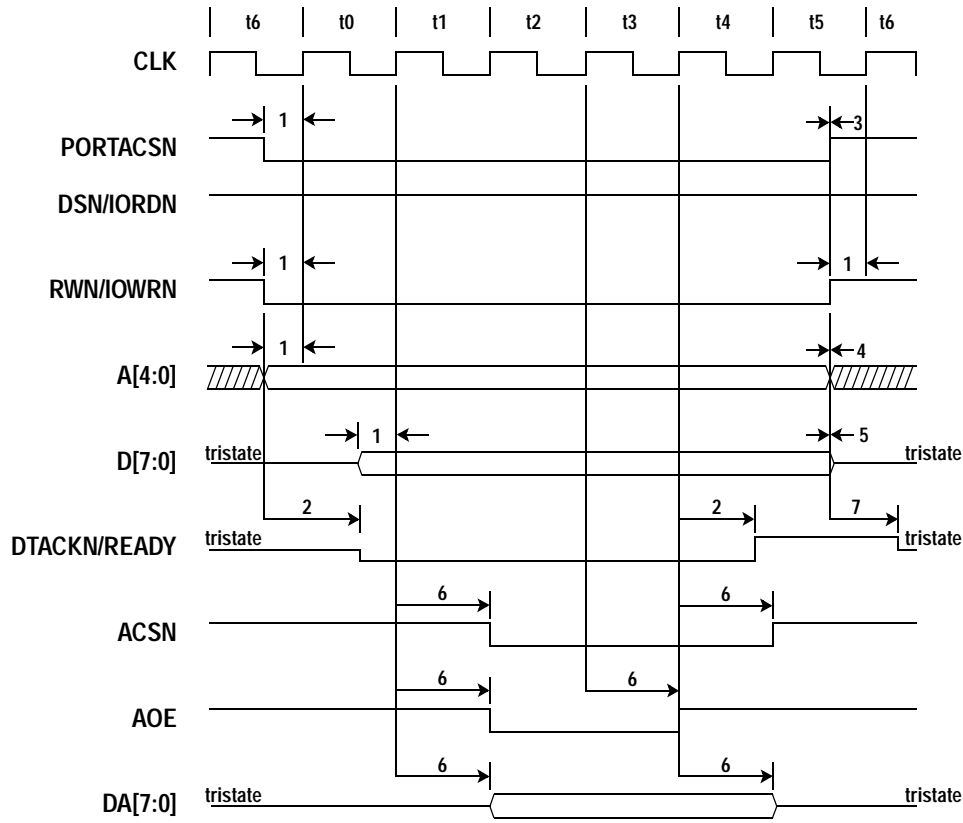 t6 t0 t1 t2 t3 t4 t5 t6
CLK
1 3
PORTACSN
DSN/IORDN
1 1
RWN/IOWRN
1 4
A[4:0]
1 5
D[7:0] tristate tristate
2 2 7
DTACKN/READY tristate tristate
6 6
ACSN
6 6
AOE
6 6
DA[7:0] tristate tristate